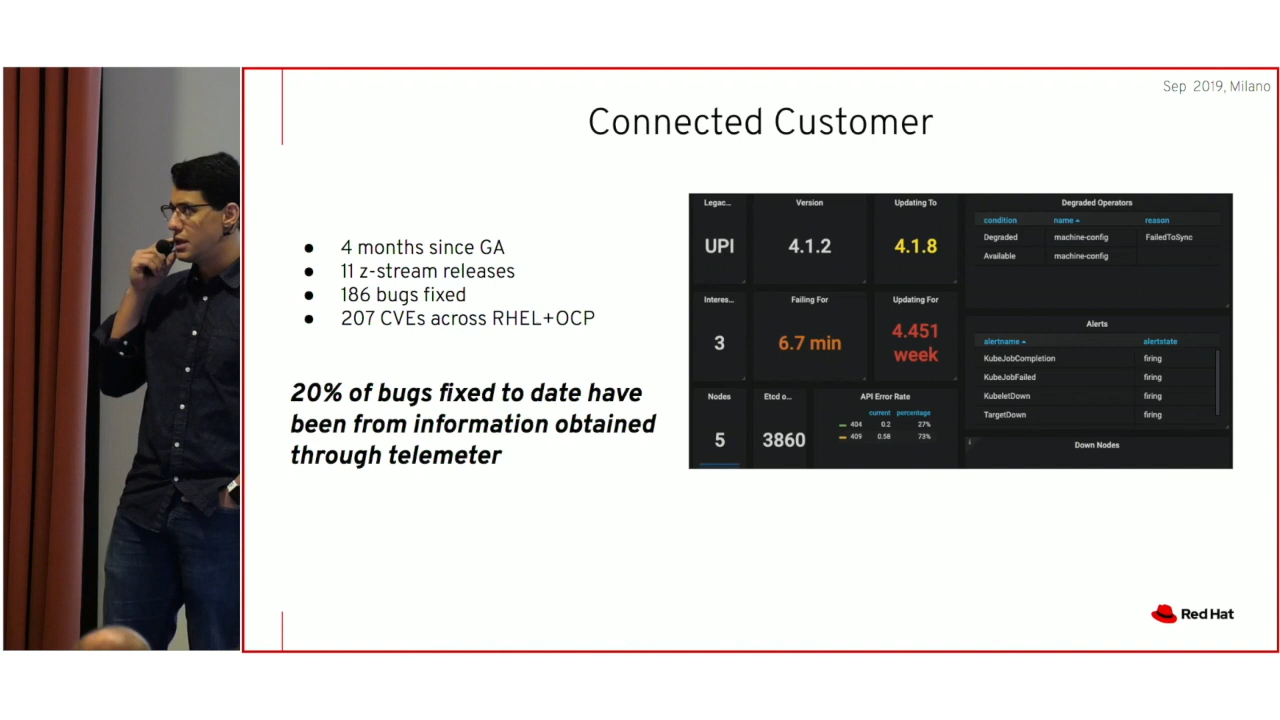 Sep 2019, Milano
Connected Customer
● 4 months since GA
● 11 z-stream releases
● 186 bugs fixed
● 207 CVEs across RHEL+OCP
20% of bugs fixed to date have
been from information obtained
through telemeter
Legac...
UPI
Version
4.1.2
Updating To
4.1.8
Interes...
3
Failing For
6.7 min
Updating For
4.451
week
Nodes
5
Etcd o...
3860
API Error Rate
current percentage
404 0.2 27%
409 0.58 73%
Degraded Operators
condition name reason
Degraded machine-config FailedToSync
Available machine-config
Alerts
alertname alertstate
KubeJobCompletion firing
KubeJobFailed firing
KubeletDown firing
TargetDown firing
i
Down Nodes
Red Hat